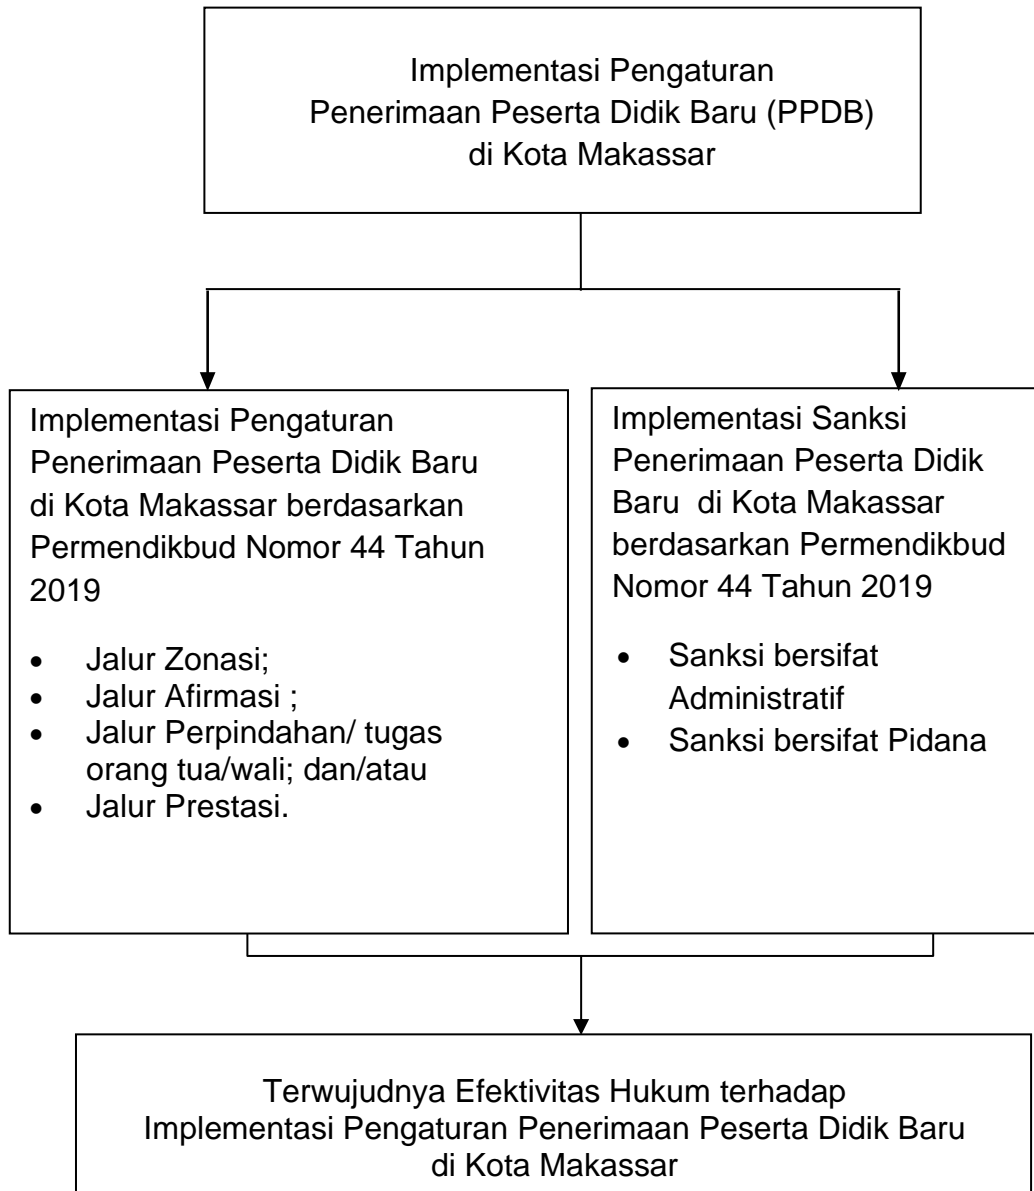 Implementasi Pengaturan
Penerimaan Peserta Didik Baru (PPDB)
di Kota Makassar
Implementasi Pengaturan
Penerimaan Peserta Didik Baru
di Kota Makassar berdasarkan
Permendikbud Nomor 44 Tahun
2019
• Jalur Zonasi;
• Jalur Afirmasi ;
• Jalur Perpindahan/ tugas
orang tua/wali; dan/atau
• Jalur Prestasi.
Implementasi Sanksi
Penerimaan Peserta Didik
Baru di Kota Makassar
berdasarkan Permendikbud
Nomor 44 Tahun 2019
• Sanksi bersifat
Administratif
• Sanksi bersifat Pidana
Terwujudnya Efektivitas Hukum terhadap
Implementasi Pengaturan Penerimaan Peserta Didik Baru
di Kota Makassar